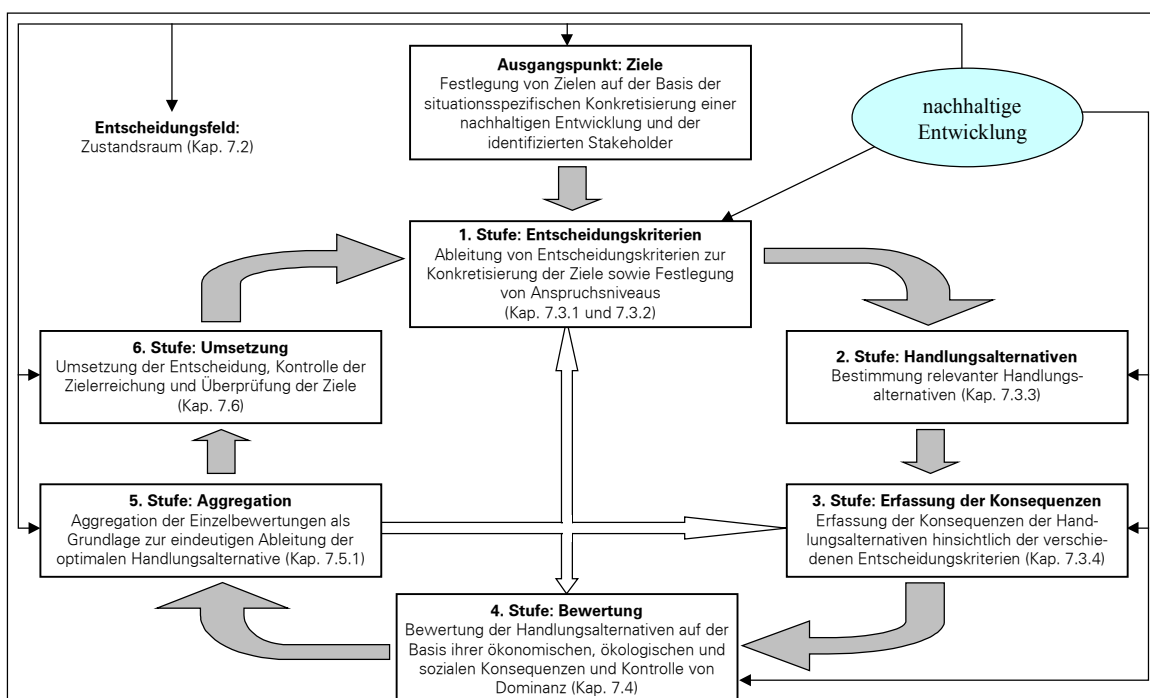 Ausgangspunkt: Ziele
Festlegung von Zielen auf der Basis der
situationsspezifischen Konkretisierung einer
nachhaltigen Entwicklung und der
identifizierten Stakeholder
nachhaltige
Entwicklung
Entscheidungsfeld:
Zustandsraum (Kap. 7.2)
1. Stufe: Entscheidungskriterien
Ableitung von Entscheidungskriterien zur
Konkretisierung der Ziele sowie Festlegung
von Anspruchsniveaus
(Kap. 7.3.1 und 7.3.2)
2. Stufe: Handlungsalternativen
Bestimmung relevanter Handlungs-
alternativen (Kap. 7.3.3)
3. Stufe: Erfassung der Konsequenzen
Erfassung der Konsequenzen der Hand-
lungsalternativen hinsichtlich der verschie-
denen Entscheidungskriterien (Kap. 7.3.4)
4. Stufe: Bewertung
Bewertung der Handlungsalternativen auf der
Basis ihrer ökonomischen, ökologischen und
sozialen Konsequenzen und Kontrolle von
Dominanz (Kap. 7.4)
5. Stufe: Aggregation
Aggregation der Einzelbewertungen als
Grundlage zur eindeutigen Ableitung der
optimalen Handlungsalternative (Kap. 7.5.1)
6. Stufe: Umsetzung
Umsetzung der Entscheidung, Kontrolle der
Zielerreichung und Überprüfung der Ziele
(Kap. 7.6)